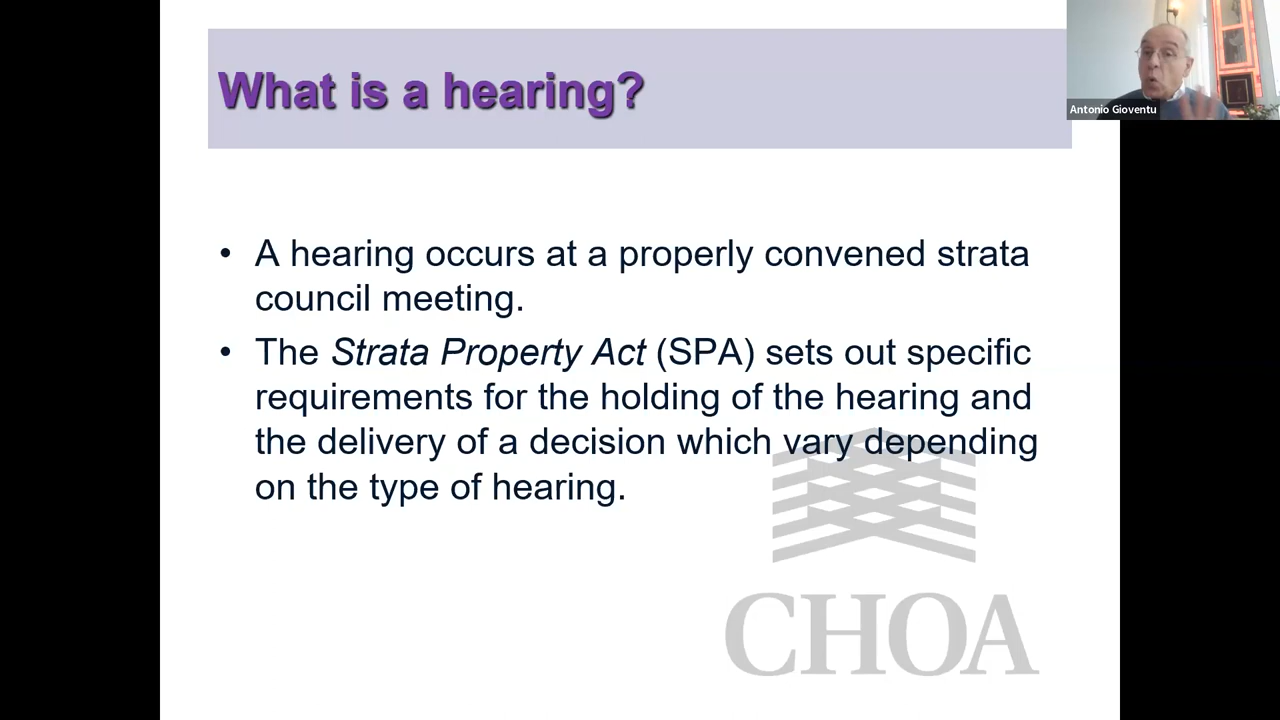 What is a hearing?
Antonio Gioventu
• A hearing occurs at a properly convened strata
council meeting.
• The Strata Property Act (SPA) sets out specific
requirements for the holding of the hearing and
the delivery of a decision which vary depending
on the type of hearing.
CHOA